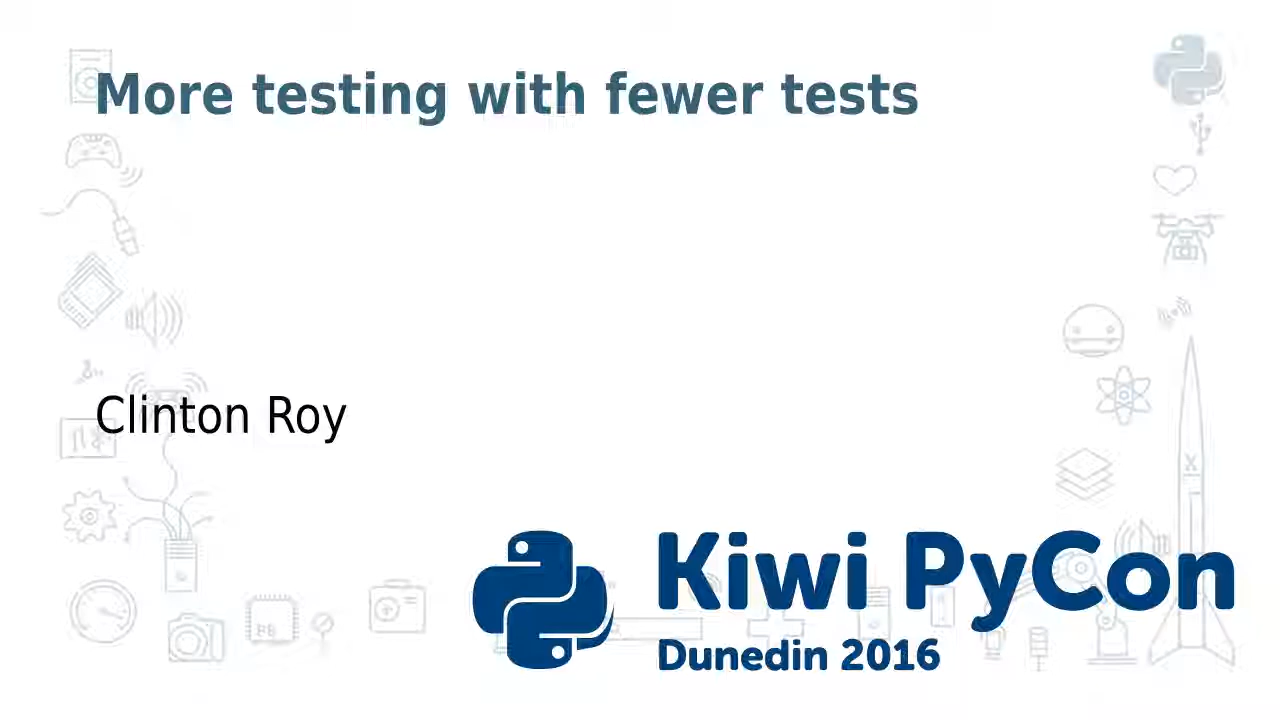 More testing with fewer tests
Clinton Roy
Kiwi PyCon
Dunedin 2016